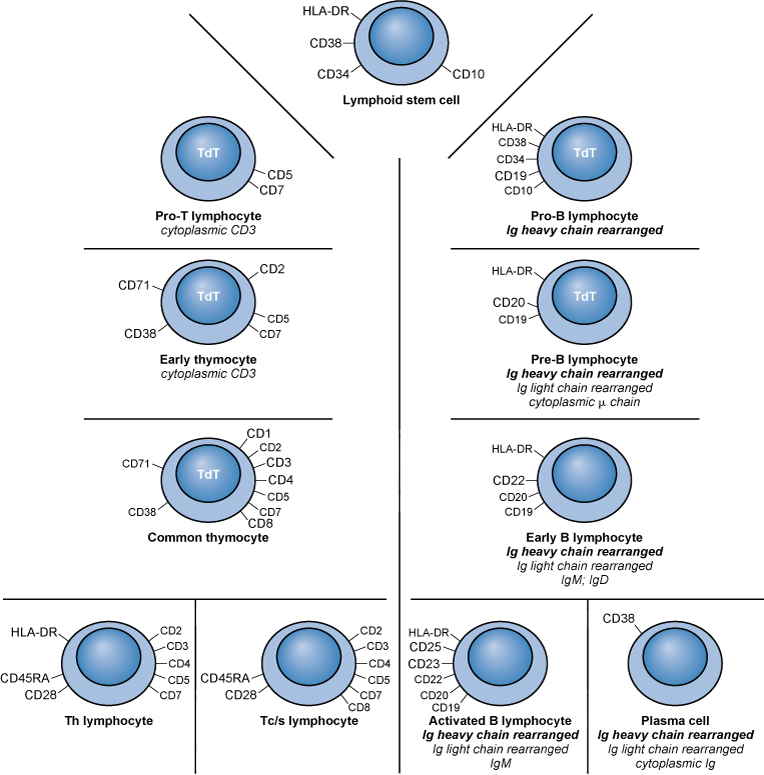 HLA-DR
CD38
CD34
CD10
Lymphoid stem cell
TdT
CD5
CD7
Pro-T lymphocyte
cytoplasmic CD3
HLA-DR
CD38
CD34
CD19
CD10
TdT
Pro-B lymphocyte
Ig heavy chain rearranged
CD71
CD38
TdT
CD2
CD5
CD7
Early thymocyte
cytoplasmic CD3
HLA-DR
CD20
CD19
TdT
Pre-B lymphocyte
Ig heavy chain rearranged
Ig light chain rearranged
cytoplasmic μ chain
CD71
CD38
TdT
CD1
CD2
CD3
CD4
CD5
CD7
CD8
Common thymocyte
HLA-DR
CD22
CD20
CD19
Early B lymphocyte
Ig heavy chain rearranged
Ig light chain rearranged
IgM; IgD
HLA-DR
CD45RA
CD28
CD2
CD3
CD4
CD5
CD7
Th lymphocyte
CD45RA
CD28
CD2
CD3
CD4
CD5
CD7
CD8
Tc/s lymphocyte
HLA-DR
CD25
CD23
CD22
CD20
CD19
Activated B lymphocyte
Ig heavy chain rearranged
Ig light chain rearranged
IgM
CD38
Plasma cell
Ig heavy chain rearranged
Ig light chain rearranged
cytoplasmic Ig